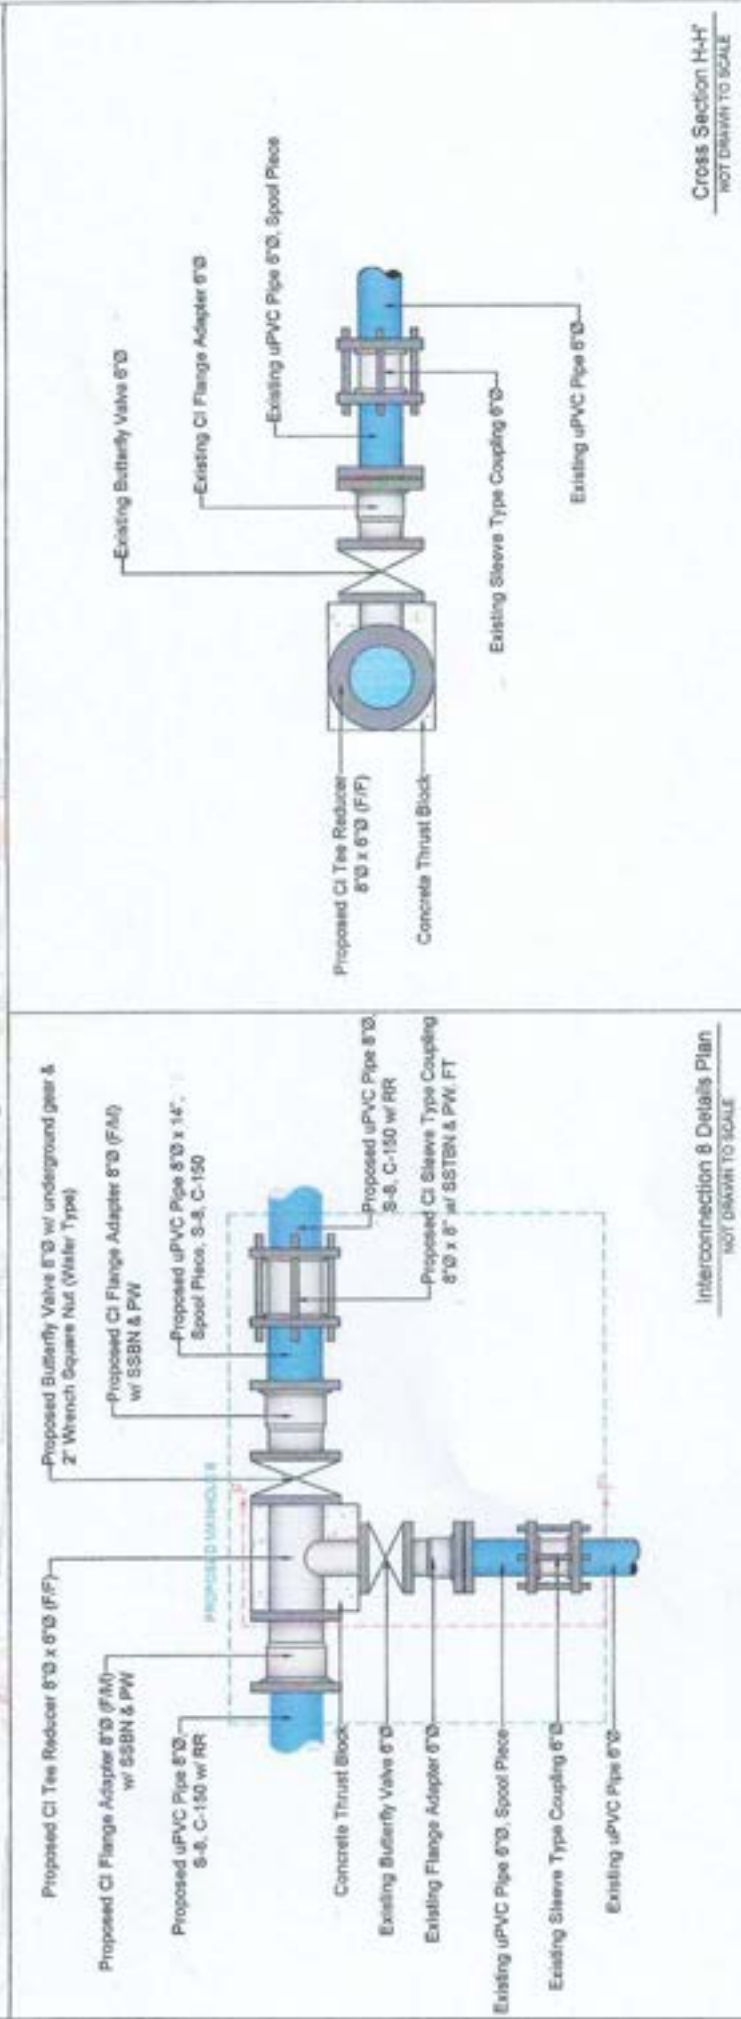 Proposed CI Tee Reducer 8"Ø x 6"Ø (F/F)
Proposed CI Flange Adapter 8"Ø (F/M)
w/ SSBN & PW
Proposed uPVC Pipe 8"Ø,
S-8, C-150 w/ RR
Concrete Thrust Block
Existing Butterfly Valve 6"Ø
Existing Flange Adapter 6"Ø
Existing uPVC Pipe 6"Ø, Spool Piece
Existing Sleeve Type Coupling 6"Ø
Existing uPVC Pipe 6"Ø
PROPOSED MANHOLE 8
Proposed Butterfly Valve 8"Ø w/ underground gear &
2" Wrench Square Nut (Wafer Type)
Proposed CI Flange Adapter 8"Ø (F/M)
w/ SSBN & PW
Proposed uPVC Pipe 8"Ø x 14",
Spool Piece, S-8, C-150
Proposed uPVC Pipe 8"Ø,
S-8, C-150 w/ RR
Proposed CI Sleeve Type Coupling
8"Ø x 8" w/ SSTBN & PW. FT
Interconnection 8 Details Plan
NOT DRAWN TO SCALE
Existing Butterfly Valve 6"Ø
Existing CI Flange Adapter 6"Ø
Existing uPVC Pipe 6"Ø, Spool Piece
Proposed CI Tee Reducer
8"Ø x 6"Ø (F/F)
Concrete Thrust Block
Existing Sleeve Type Coupling 6"Ø
Existing uPVC Pipe 6"Ø
Cross Section H-H'
NOT DRAWN TO SCALE